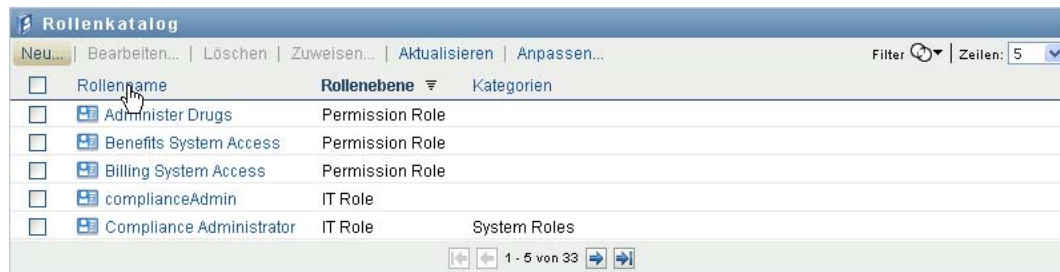 Rollenkatalog
Neu... | Bearbeiten... | Löschen | Zuweisen... | Aktualisieren | Anpassen... Filter | Zeilen: 5
Rollenname Rollenebene Kategorien
Administer Drugs Permission Role
Benefits System Access Permission Role
Billing System Access Permission Role
complianceAdmin IT Role
Compliance Administrator IT Role System Roles
1 - 5 von 33